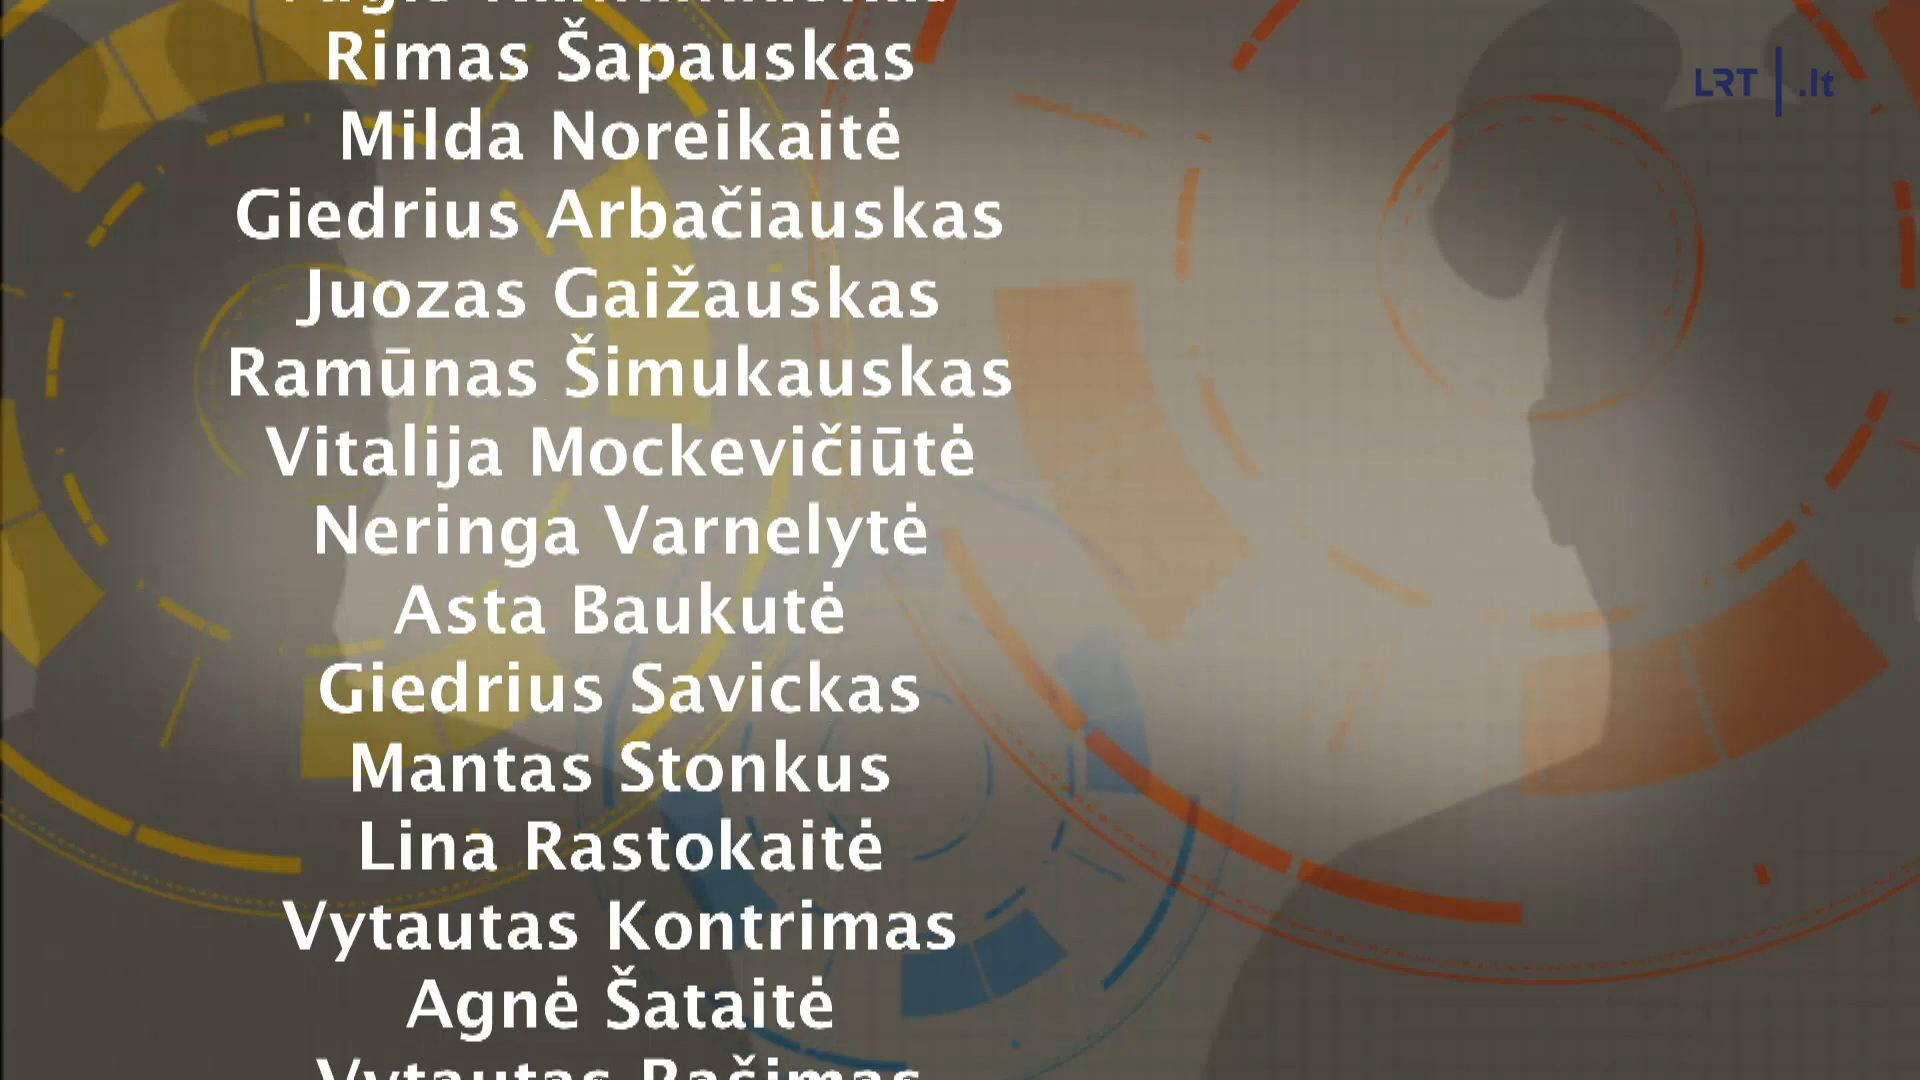 Rimas Šapauskas
LRT .lt
Milda Noreikaitė
Giedrius Arbačiauskas
Juozas Gaižauskas
Ramūnas Šimukauskas
Vitalija Mockevičiūtė
Neringa Varnelytė
Asta Baukutė
Giedrius Savickas
Mantas Stonkus
Lina Rastokaitė
Vytautas Kontrimas
Agnė Šataitė
Vytautas